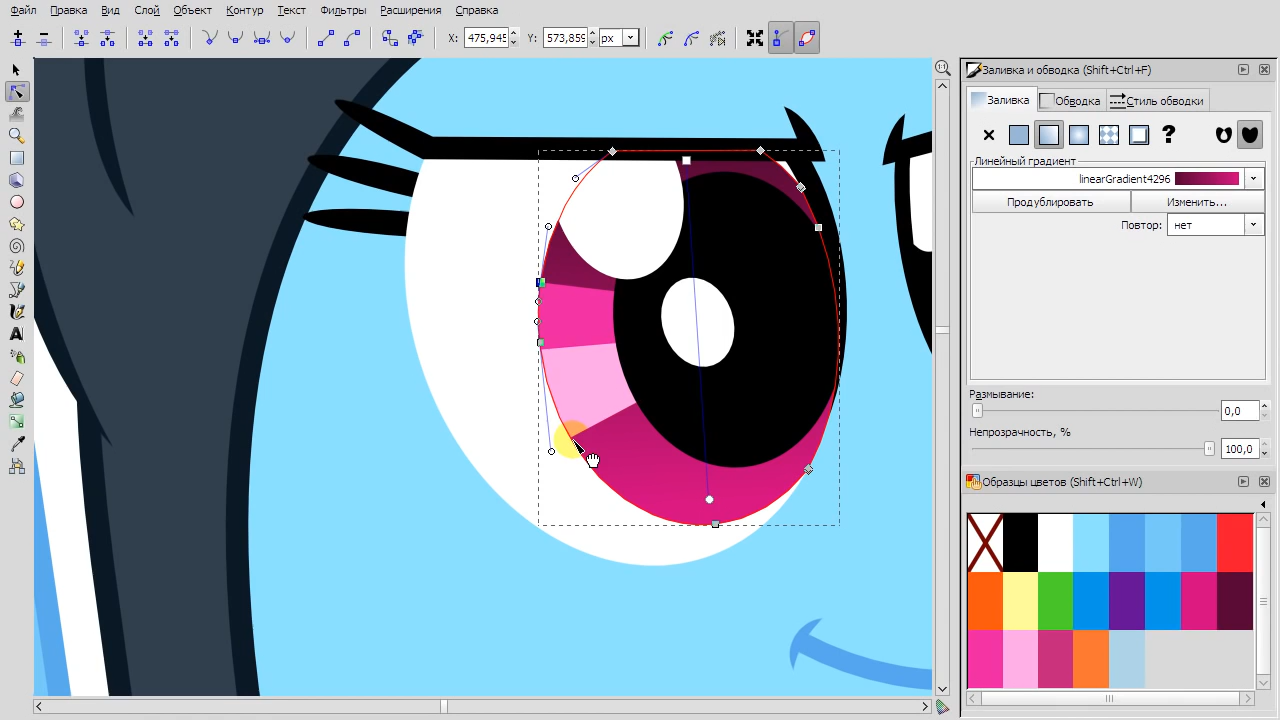 Файл Правка Вид Слой Объект Контур Текст Фильтры Расширения Справка
X: 475,945 Y: 573,859 px
Заливка и обводка (Shift+Ctrl+F)
Заливка Обводка Стиль обводки
?
Линейный градиент
linearGradient4296
Продублировать Изменить...
Повтор: нет
Размывание:
0,0
Непрозрачность, %
100,0
Образцы цветов (Shift+Ctrl+W)